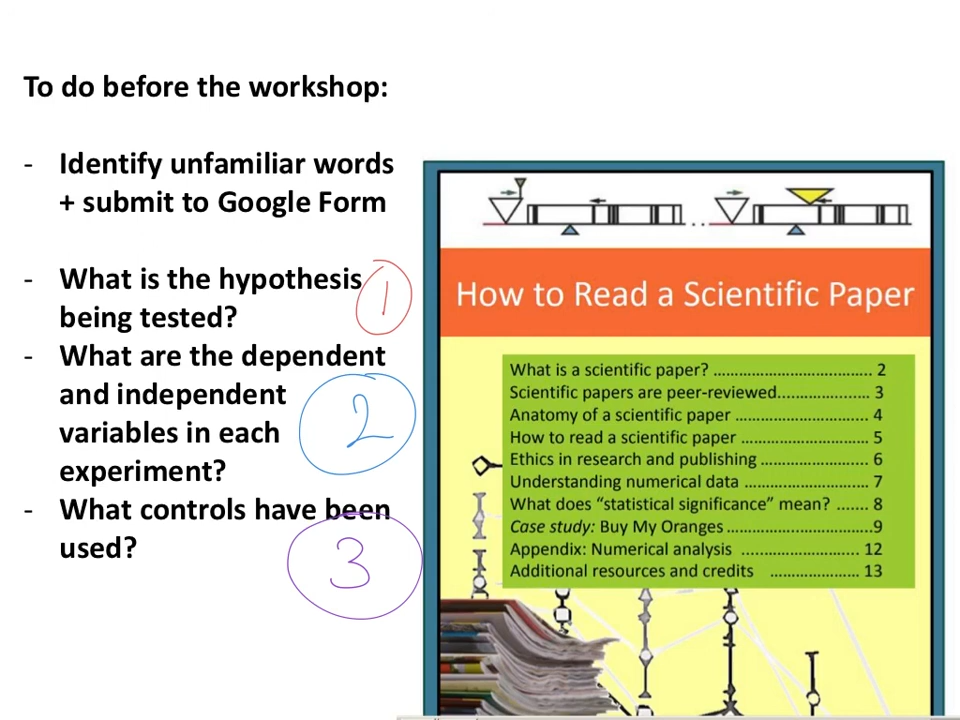 To do before the workshop:
- Identify unfamiliar words
+ submit to Google Form
- What is the hypothesis
being tested?
1
- What are the dependent
and independent
variables in each
experiment?
2
- What controls have been
used?
3
How to Read a Scientific Paper
What is a scientific paper? ..................................... 2
Scientific papers are peer-reviewed...................... 3
Anatomy of a scientific paper ............................... 4
How to read a scientific paper .............................. 5
Ethics in research and publishing ......................... 6
Understanding numerical data ............................. 7
What does “statistical significance” mean? ....... 8
Case study: Buy My Oranges ..................................9
Appendix: Numerical analysis ........................... 12
Additional resources and credits ..................... 13